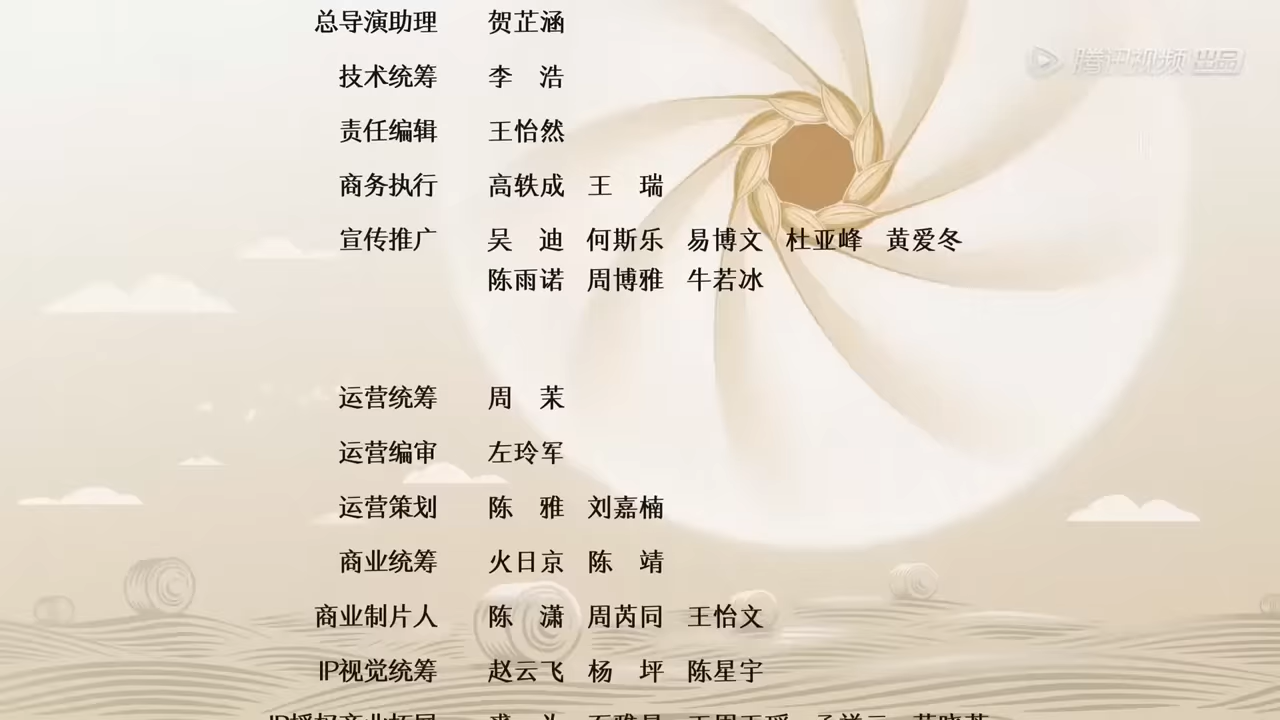 总导演助理 贺芷涵
腾讯视频 出品
技术统筹 李 浩
责任编辑 王怡然
商务执行 高轶成 王 瑞
宣传推广 吴 迪 何斯乐 易博文 杜亚峰 黄爱冬
陈雨诺 周博雅 牛若冰
运营统筹 周 茉
运营编审 左玲军
运营策划 陈 雅 刘嘉楠
商业统筹 火日京 陈 靖
商业制片人 陈 潇 周芮同 王怡文
IP视觉统筹 赵云飞 杨 坪 陈星宇